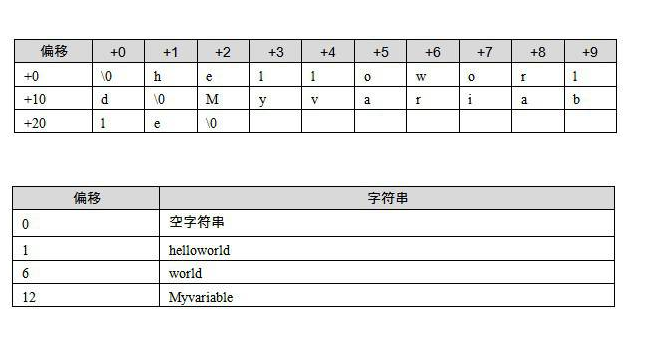 偏移 +0 +1 +2 +3 +4 +5 +6 +7 +8 +9
+0 \0 h e l l o w o r l
+10 d \0 M y v a r i a b
+20 l e \0
偏移 字符串
0 空字符串
1 helloworld
6 world
12 Myvariable